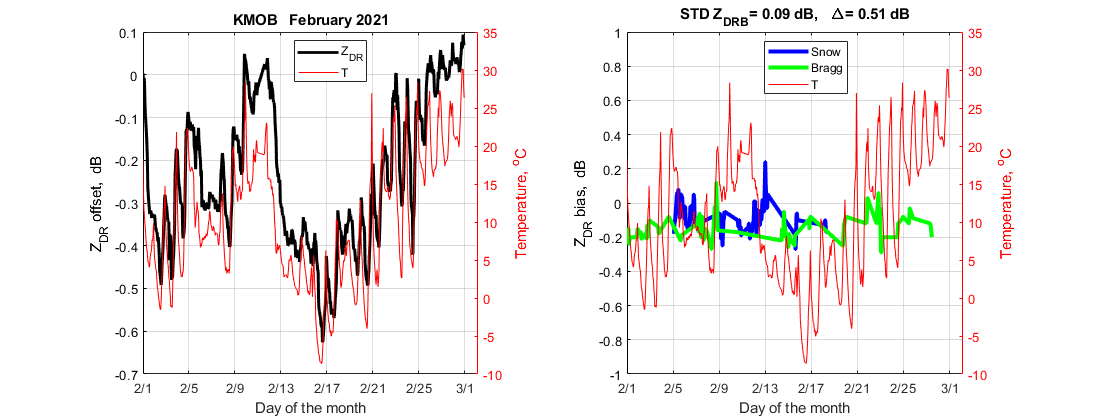 KMOB February 2021
Z_DR
T
0.1
0
-0.1
-0.2
-0.3
-0.4
-0.5
-0.6
-0.7
Z_DR offset, dB
35
30
25
20
15
10
5
0
-5
-10
Temperature, °C
2/1 2/5 2/9 2/13 2/17 2/21 2/25 3/1
Day of the month
STD Z_DRB = 0.09 dB, Δ= 0.51 dB
Snow
Bragg
T
1
0.8
0.6
0.4
0.2
0
-0.2
-0.4
-0.6
-0.8
-1
Z_DR bias, dB
35
30
25
20
15
10
5
0
-5
-10
Temperature, °C
2/1 2/5 2/9 2/13 2/17 2/21 2/25 3/1
Day of the month